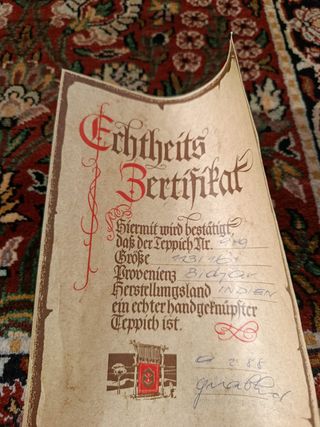 Echtheits
Zertifikat
Hiermit wird bestätigt,
daß der Teppich Nr.
Größe
Provenienz BIDJAR
Herstellungsland INDIEN
ein echter handgeknüpfter
Teppich ist.